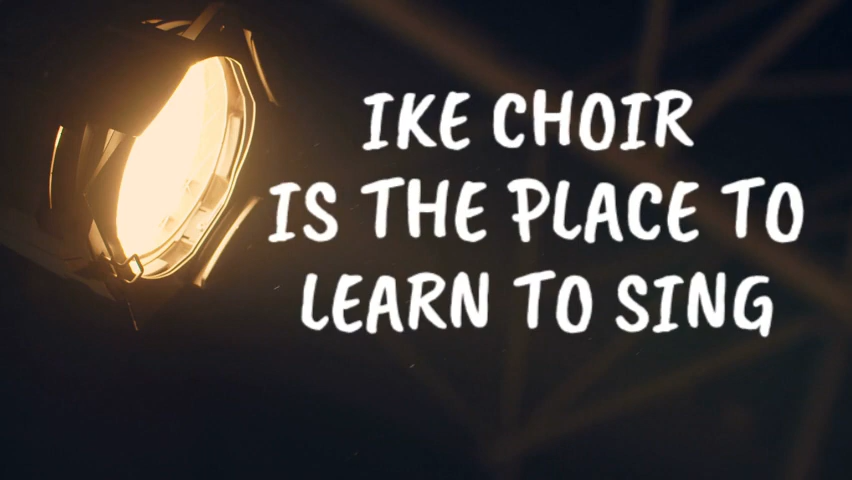 IKE CHOIR
IS THE PLACE TO
LEARN TO SING